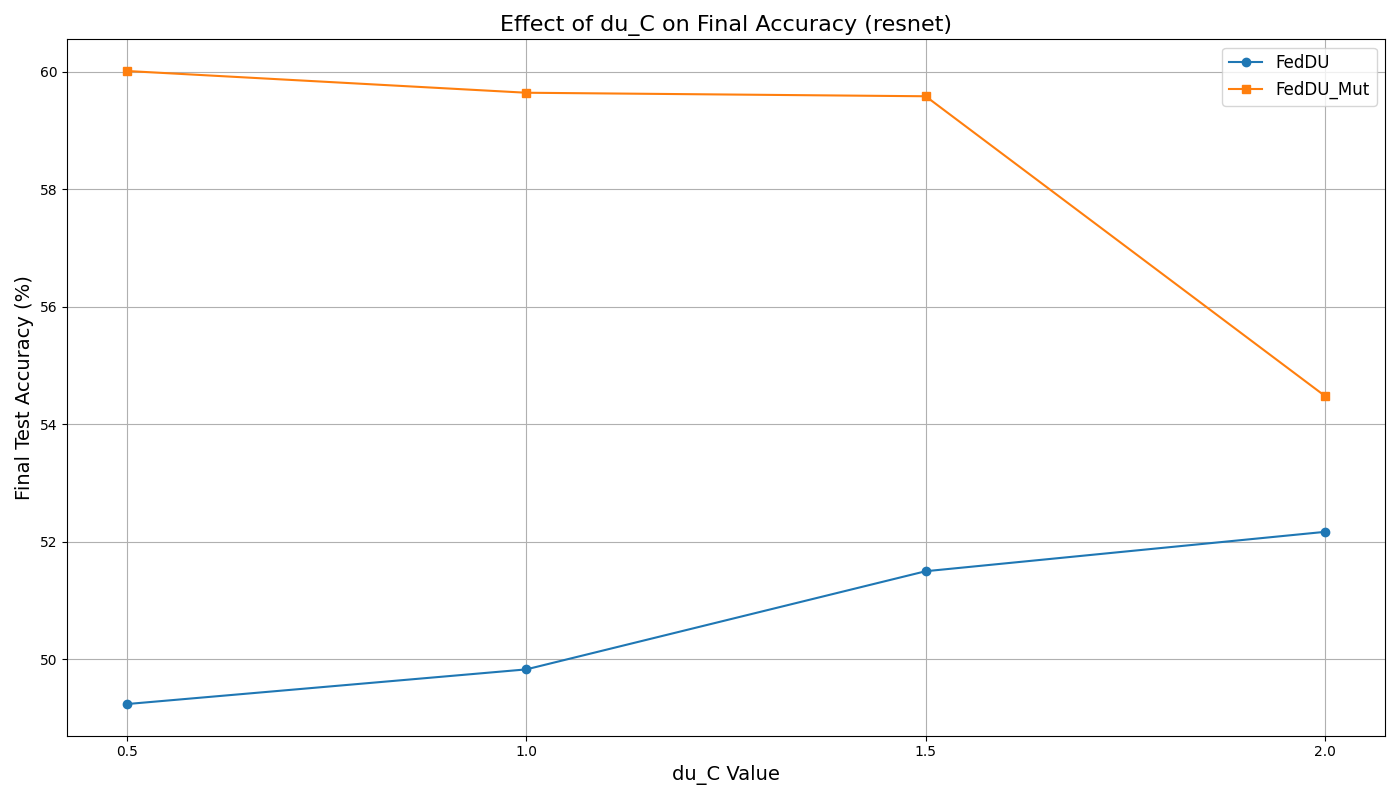 Effect of du_C on Final Accuracy (resnet)
FedDU
FedDU_Mut
Final Test Accuracy (%)
60
58
56
54
52
50
0.5 1.0 1.5 2.0
du_C Value